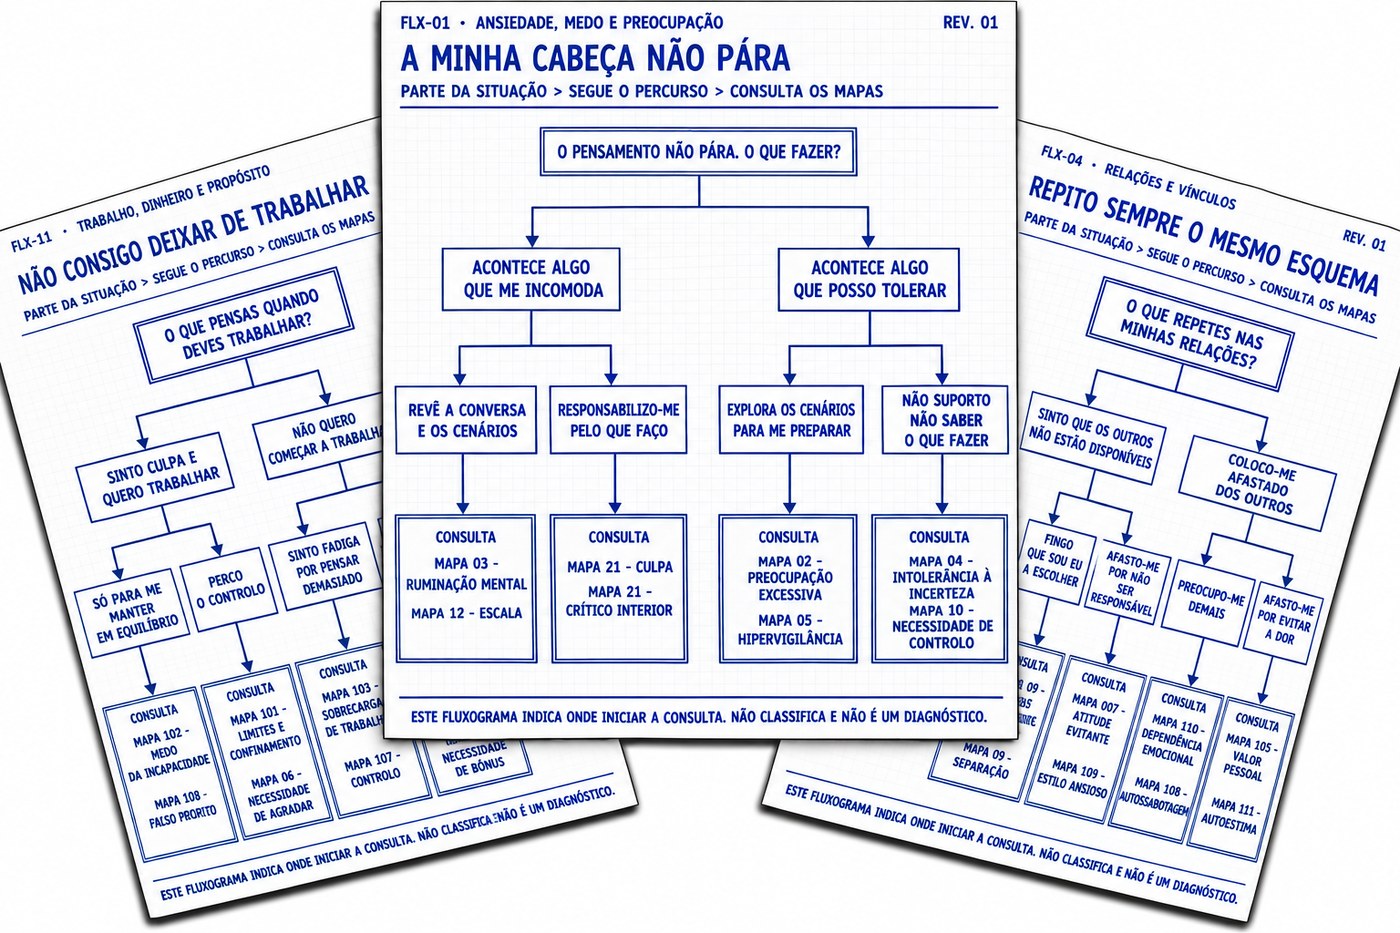 FLX-01 • ANSIEDADE, MEDO E PREOCUPAÇÃO
REV. 01
A MINHA CABEÇA NÃO PÁRA
PARTE DA SITUAÇÃO > SEGUE O PERCURSO > CONSULTA OS MAPAS
O PENSAMENTO NÃO PÁRA. O QUE FAZER?
ACONTECE ALGO
QUE ME INCOMODA
ACONTECE ALGO
QUE POSSO TOLERAR
REVÊ A CONVERSA
E OS CENÁRIOS
RESPONSABILIZO-ME
PELO QUE FAÇO
EXPLORA OS CENÁRIOS
PARA ME PREPARAR
NÃO SUPORTO
NÃO SABER
O QUE FAZER
CONSULTA
MAPA 03 -
RUMINAÇÃO MENTAL
MAPA 12 - ESCALA
CONSULTA
MAPA 21 - CULPA
MAPA 21 -
CRÍTICO INTERIOR
CONSULTA
MAPA 02 -
PREOCUPAÇÃO
EXCESSIVA
MAPA 05 -
HIPERVIGILÂNCIA
CONSULTA
MAPA 04 -
INTOLERÂNCIA À
INCERTEZA
MAPA 10 -
NECESSIDADE DE
CONTROLO
ESTE FLUXOGRAMA INDICA ONDE INICIAR A CONSULTA. NÃO CLASSIFICA E NÃO É UM DIAGNÓSTICO.
FLX-11 • TRABALHO, DINHEIRO E PROPÓSITO
NÃO CONSIGO DEIXAR DE TRABALHAR
PARTE DA SITUAÇÃO > SEGUE O PERCURSO > CONSULTA OS MAPAS
O QUE PENSAS QUANDO
DEVES TRABALHAR?
SINTO CULPA E
QUERO TRABALHAR
NÃO QUERO
COMEÇAR A TRABALHA
SÓ PARA ME
MANTER
EM EQUILÍBRIO
PERCO
O CONTROLO
SINTO FADIGA
POR PENSAR
DEMASIADO
CONSULTA
MAPA 102 -
MEDO
DA INCAPACIDADE
MAPA 108 -
FALSO PRORITO
CONSULTA
MAPA 101 -
LIMITES E
CONFINAMENTO
MAPA 06 -
NECESSIDADE
DE AGRADAR
CONSULTA
MAPA 103 -
SOBRECARGA
DE TRABALH
MAPA 107 -
CONTROLO
NECESSIDADE
DE BÓNUS
ESTE FLUXOGRAMA INDICA ONDE INICIAR A CONSULTA. NÃO CLASSIFICA ENÃO É UM DIAGNÓSTICO.
FLX-04 • RELAÇÕES E VÍNCULOS
REV. 01
REPITO SEMPRE O MESMO ESQUEMA
PARTE DA SITUAÇÃO > SEGUE O PERCURSO > CONSULTA OS MAPAS
O QUE REPETES NAS
MINHAS RELAÇÕES?
SINTO QUE OS OUTROS
NÃO ESTÃO DISPONÍVEIS
COLOCO-ME
AFASTADO
DOS OUTROS
FINGO
QUE SOU EU
A ESCOLHER
AFASTO-ME
POR NÃO
SER
RESPONSÁVEL
PREOCUPO-ME
DEMAIS
AFASTO-ME
POR EVITAR
A DOR
SULTA
09 -
MAPA 09 -
SEPARAÇÃO
CONSULTA
MAPA 007 -
ATITUDE
EVITANTE
MAPA 109 -
ESTILO ANSIOSO
CONSULTA
MAPA 110-
DEPENDÊNCIA
EMOCIONAL
MAPA 108 -
AUTOSSABOTAGEM
CONSULTA
MAPA 105 -
VALOR
PESSOAL
MAPA 111 -
AUTOESTIMA
ESTE FLUXOGRAMA INDICA ONDE INICIAR A CONSULTA. NÃO CLASSIFICA E NÃO É UM DIAGNÓSTICO.